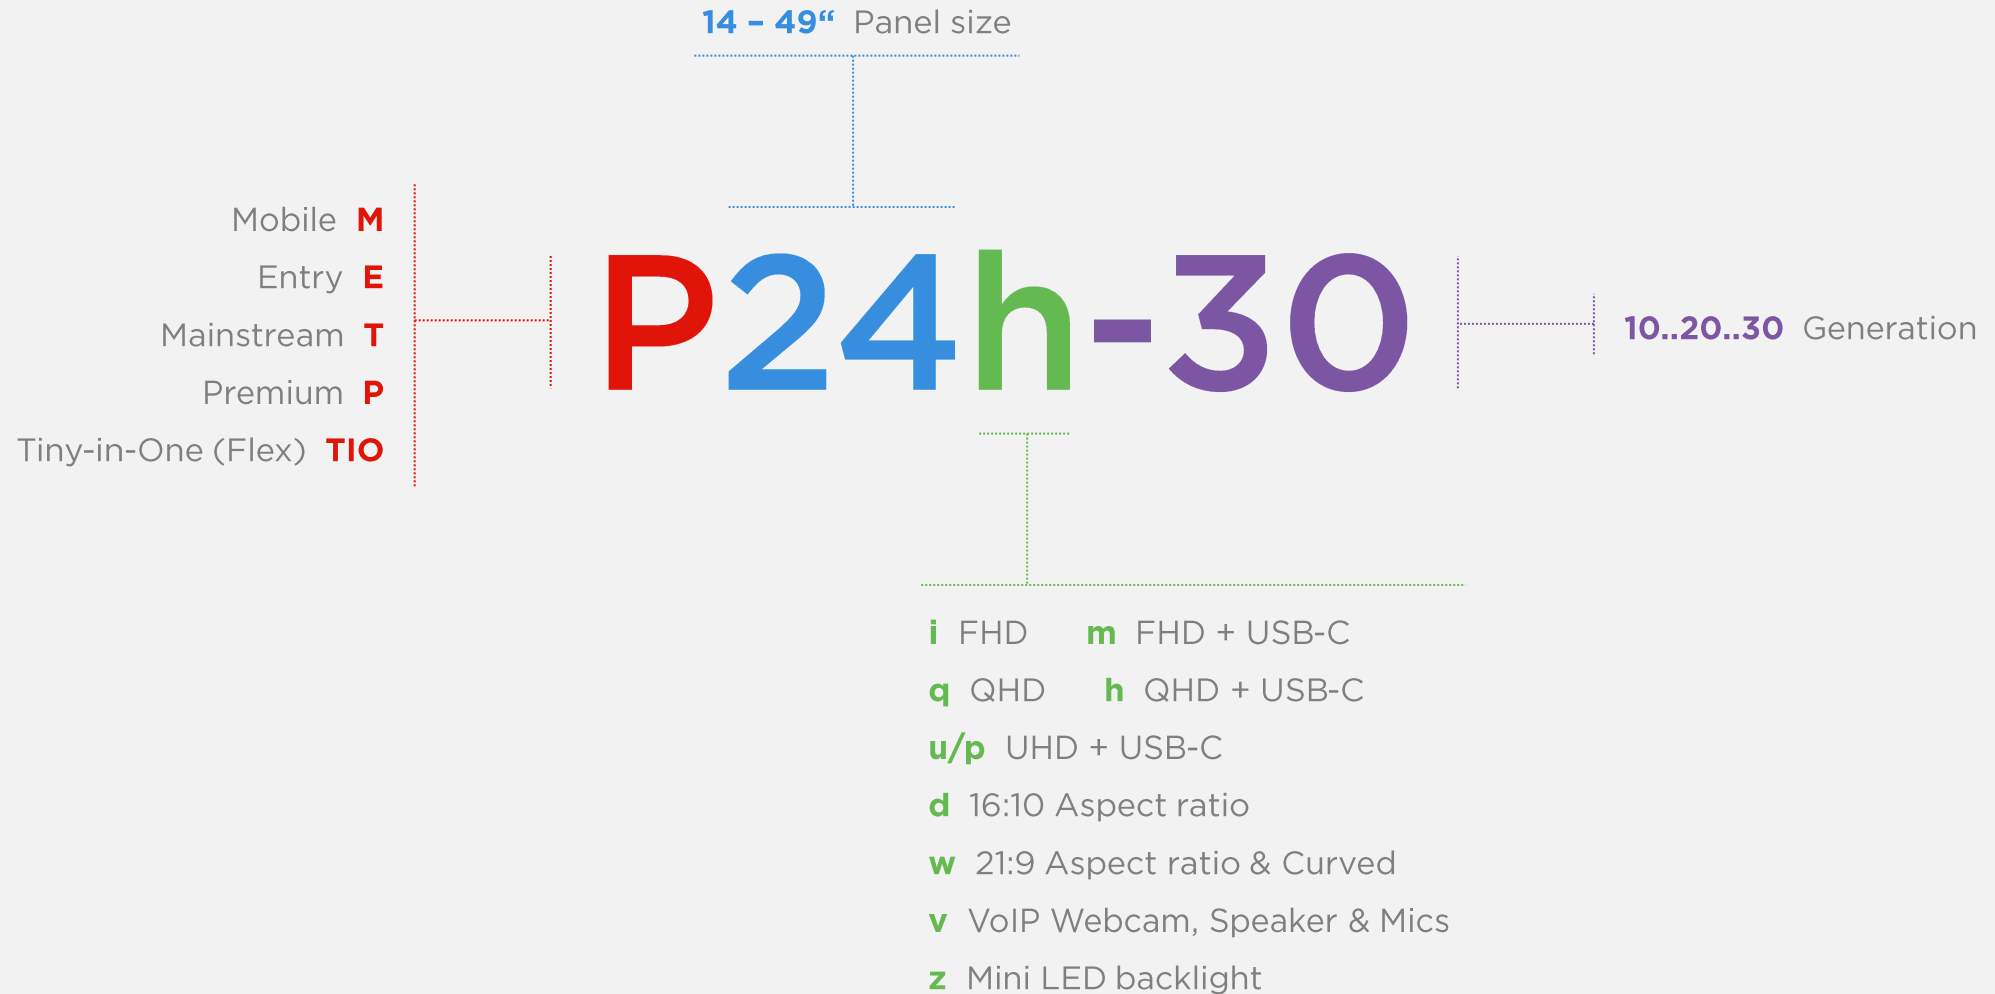 14 – 49“ Panel size
Mobile M
Entry E
Mainstream T
Premium P
Tiny-in-One (Flex) TIO
P24h-30
10..20..30 Generation
i FHD m FHD + USB-C
q QHD h QHD + USB-C
u/p UHD + USB-C
d 16:10 Aspect ratio
w 21:9 Aspect ratio & Curved
v VoIP Webcam, Speaker & Mics
z Mini LED backlight